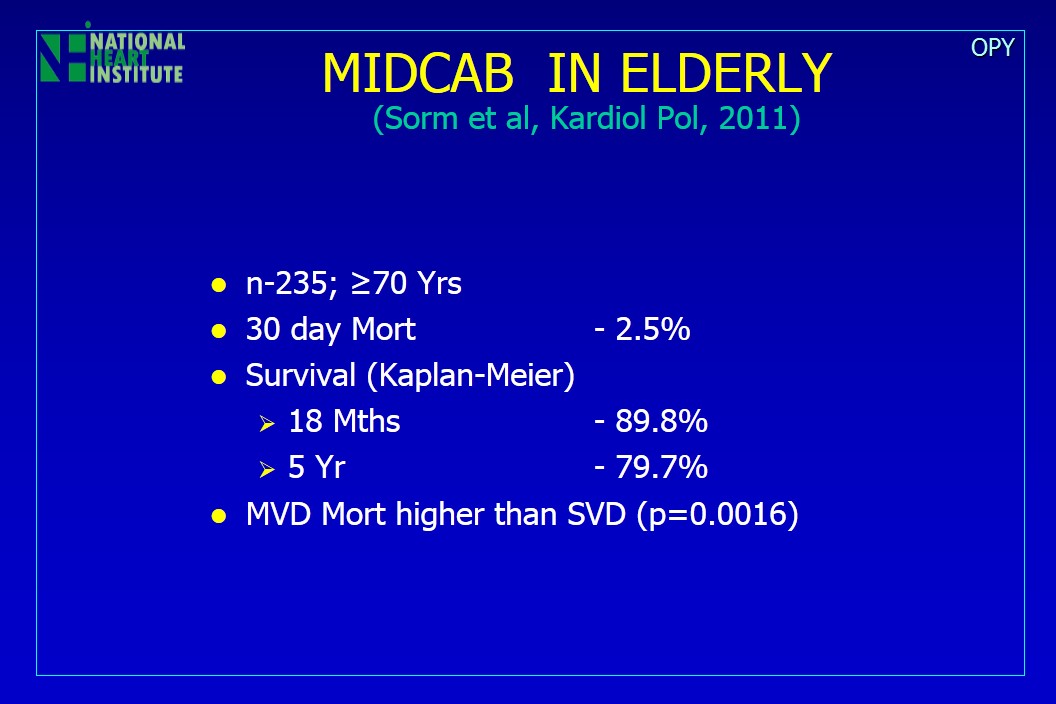 NATIONAL
HEART
INSTITUTE
OPY
MIDCAB IN ELDERLY
(Sorm et al, Kardiol Pol, 2011)
n-235; ≥70 Yrs
30 day Mort - 2.5%
Survival (Kaplan-Meier)
18 Mths - 89.8%
5 Yr - 79.7%
MVD Mort higher than SVD (p=0.0016)